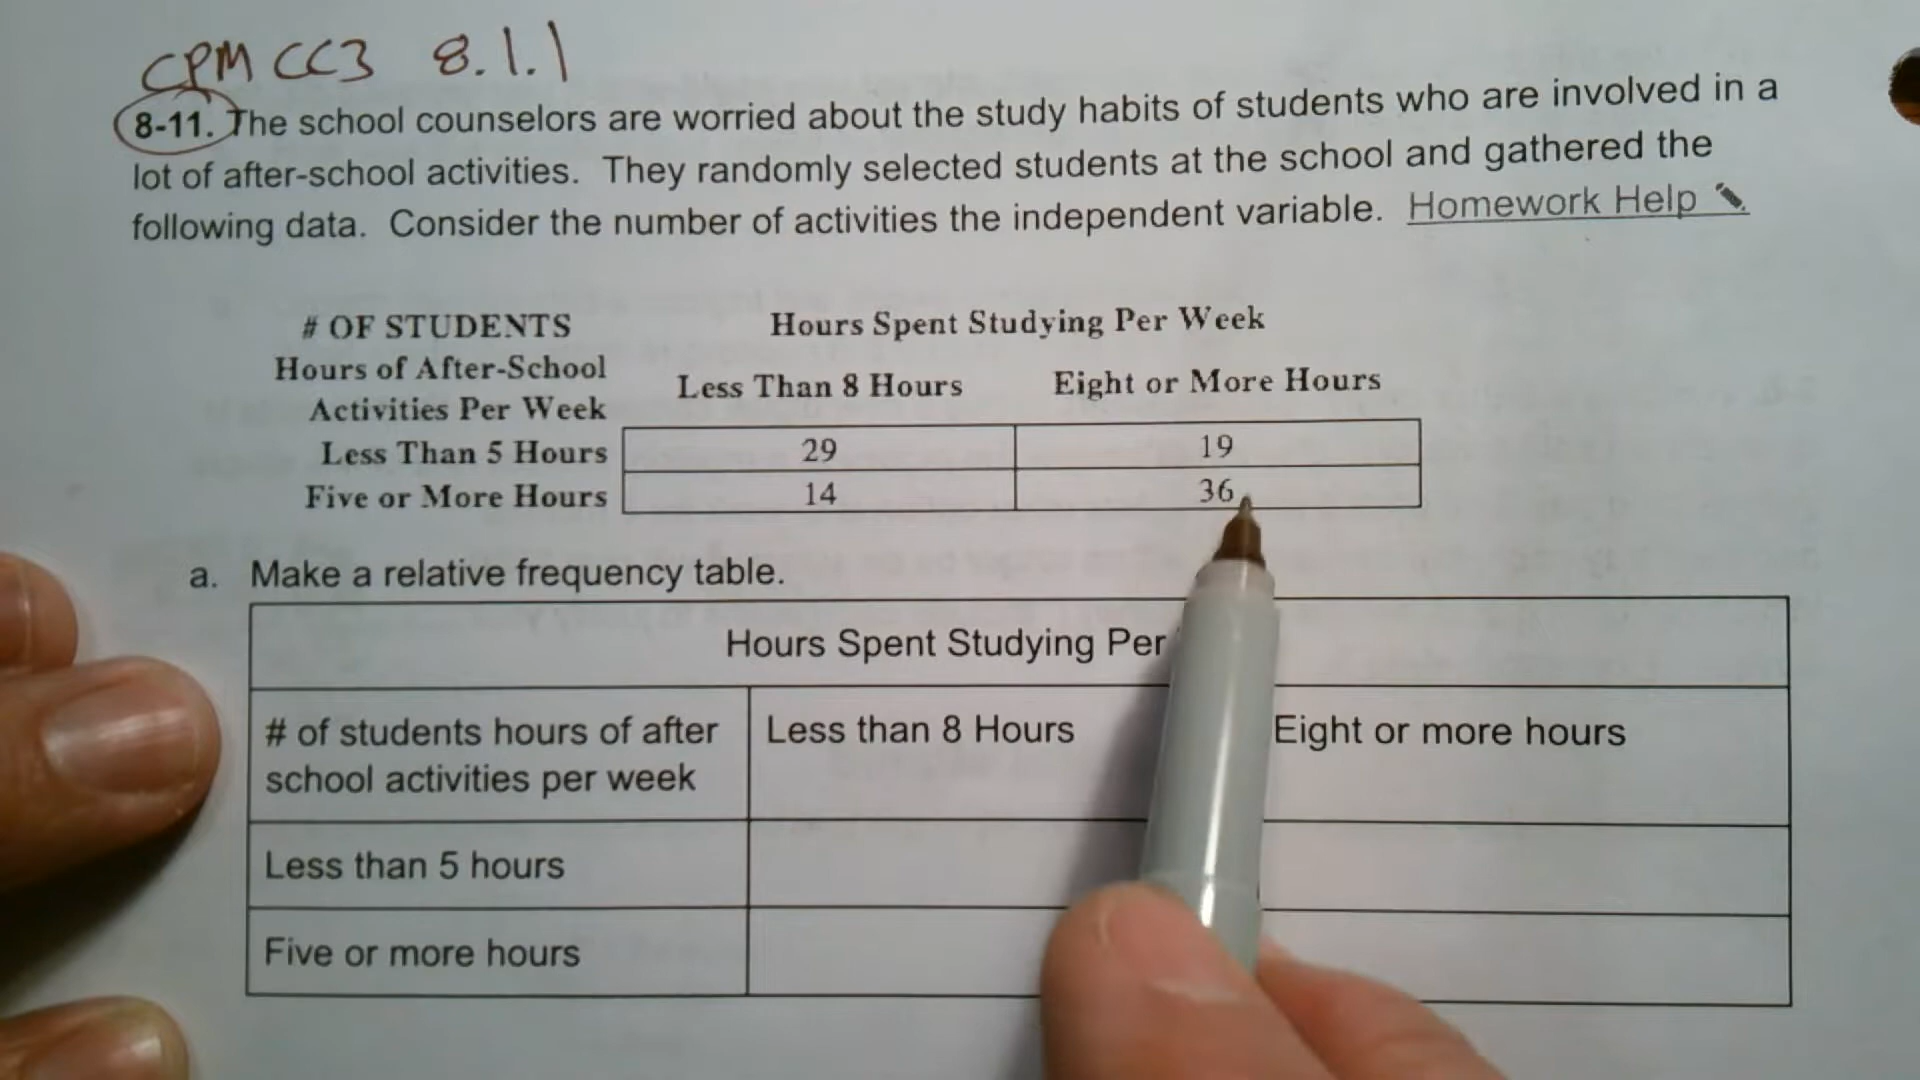 CPM CC3 8.1.1
8-11. The school counselors are worried about the study habits of students who are involved in a
lot of after-school activities. They randomly selected students at the school and gathered the
following data. Consider the number of activities the independent variable. Homework Help
# OF STUDENTS Hours Spent Studying Per Week
Hours of After-School
Activities Per Week Less Than 8 Hours Eight or More Hours
Less Than 5 Hours 29 19
Five or More Hours 14 36
a. Make a relative frequency table.
Hours Spent Studying Per
# of students hours of after
school activities per week
Less than 8 Hours
Eight or more hours
Less than 5 hours
Five or more hours